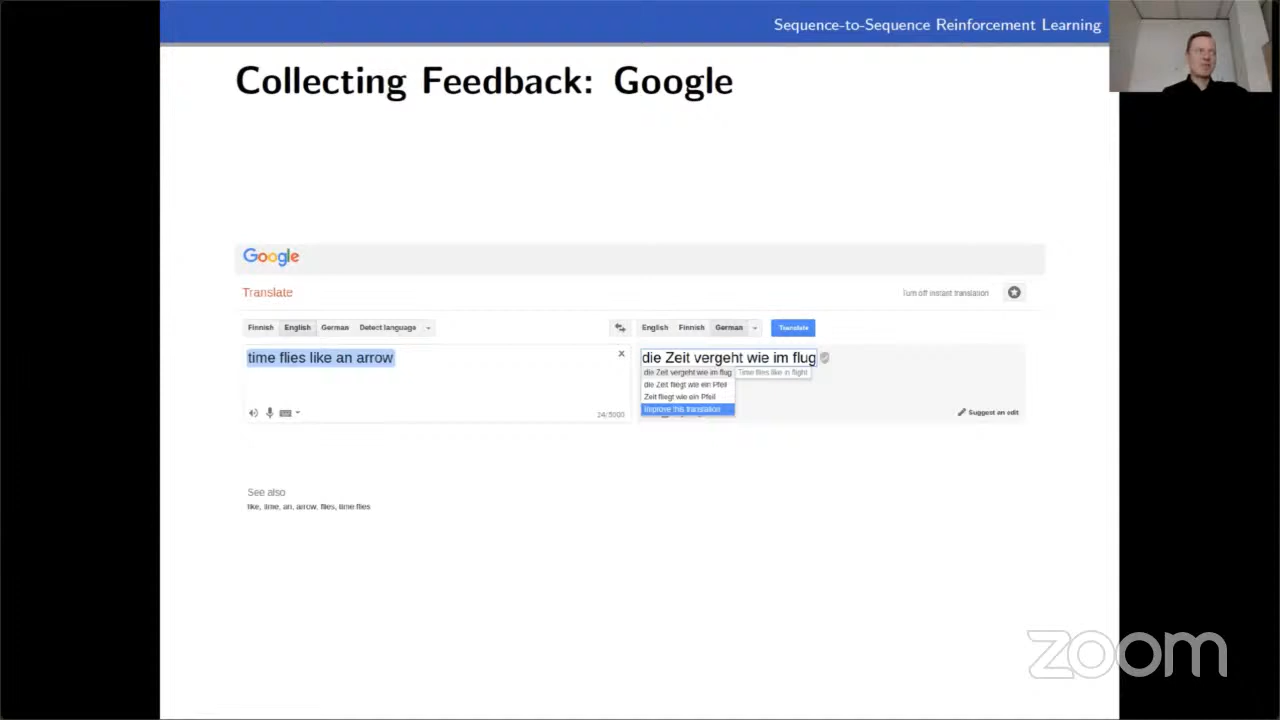 Sequence-to-Sequence Reinforcement Learning
Collecting Feedback: Google
Google
Translate
Turn off instant translation
Finnish English German Detect language
English Finnish German Translate
time flies like an arrow
x
die Zeit vergeht wie im flug
die Zeit vergeht wie im flug
Time flies like in flight
die Zeit fliegt wie ein Pfeil
Zeit fliegt wie ein Pfeil
Improve this translation
24/5000
Suggest an edit
See also
like, time, an, arrow, flies, time flies
zoom